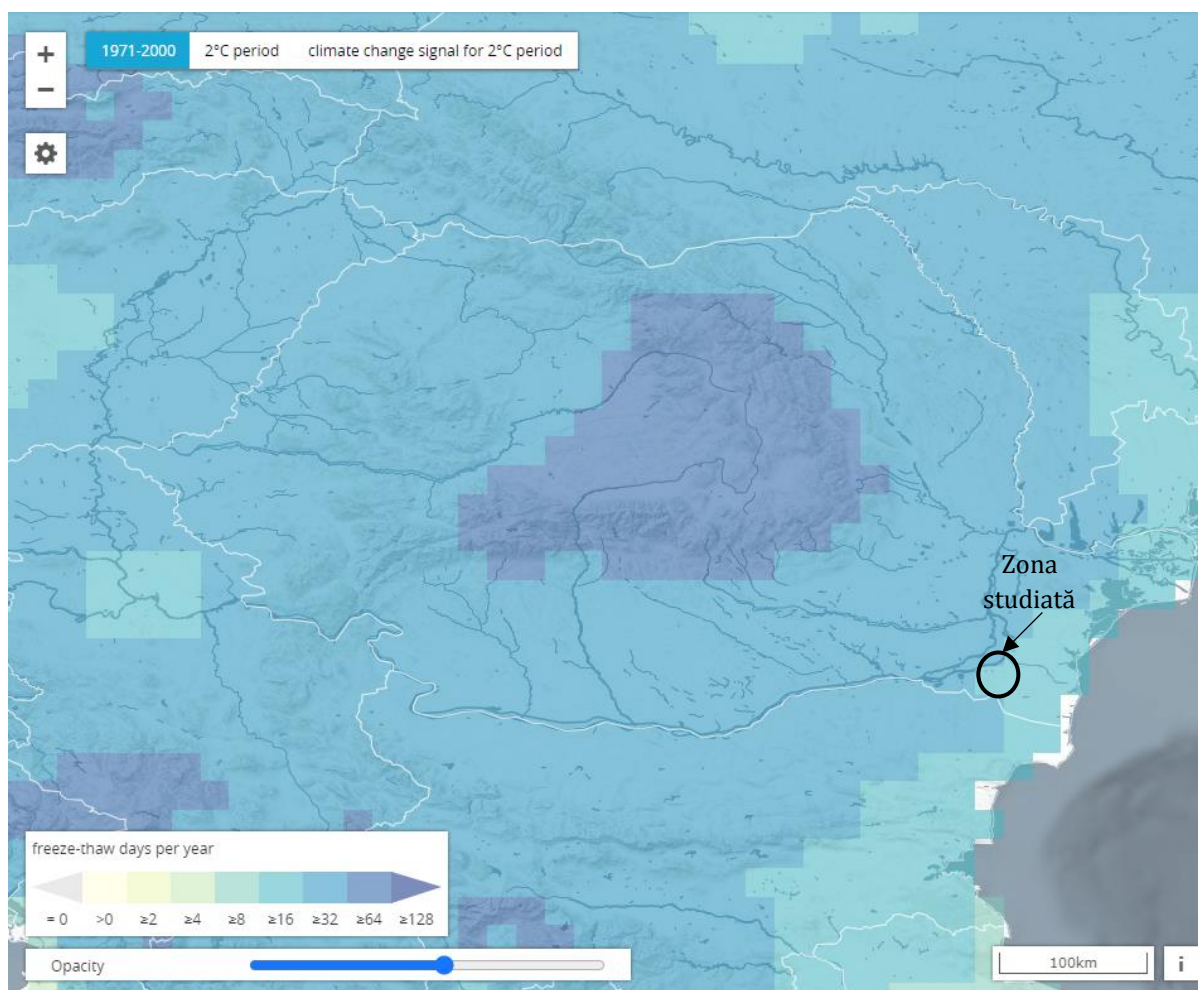 +
1971-2000 2°C period climate change signal for 2°C period
−
Zona
studiată
freeze-thaw days per year
= 0 >0 ≥2 ≥4 ≥8 ≥16 ≥32 ≥64 ≥128
Opacity
100km
i